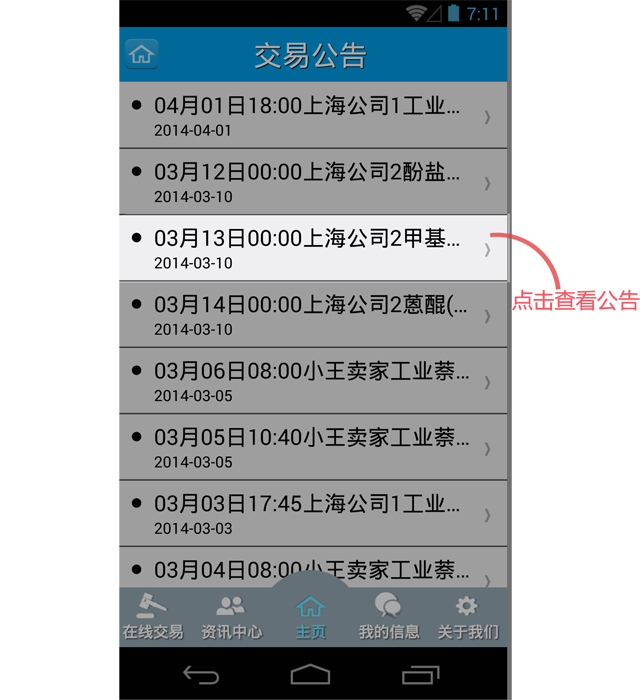 7:11
交易公告
04月01日18:00上海公司1工业...
2014-04-01
03月12日00:00上海公司2酚盐...
2014-03-10
03月13日00:00上海公司2甲基...
2014-03-10
点击查看公告
03月14日00:00上海公司2蒽醌(...
2014-03-10
03月06日08:00小王卖家工业萘...
2014-03-05
03月05日10:40小王卖家工业萘...
2014-03-05
03月03日17:45上海公司1工业...
2014-03-03
03月04日08:00小王卖家工业萘...
在线交易 资讯中心 主页 我的信息 关于我们